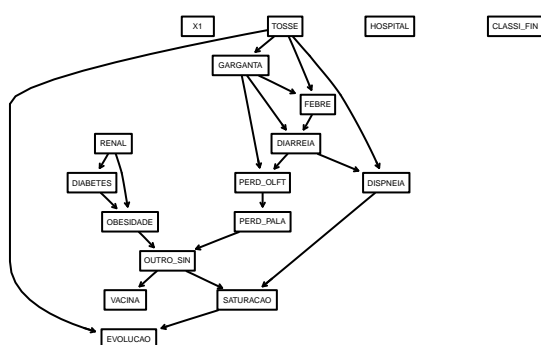 X1 TOSSE HOSPITAL CLASSI_FIN
GARGANTA
FEBRE
RENAL DIARREIA
DIABETES PERD_OLFT DISPNEIA
OBESIDADE PERD_PALA
OUTRO_SIN
VACINA SATURACAO
EVOLUCAO